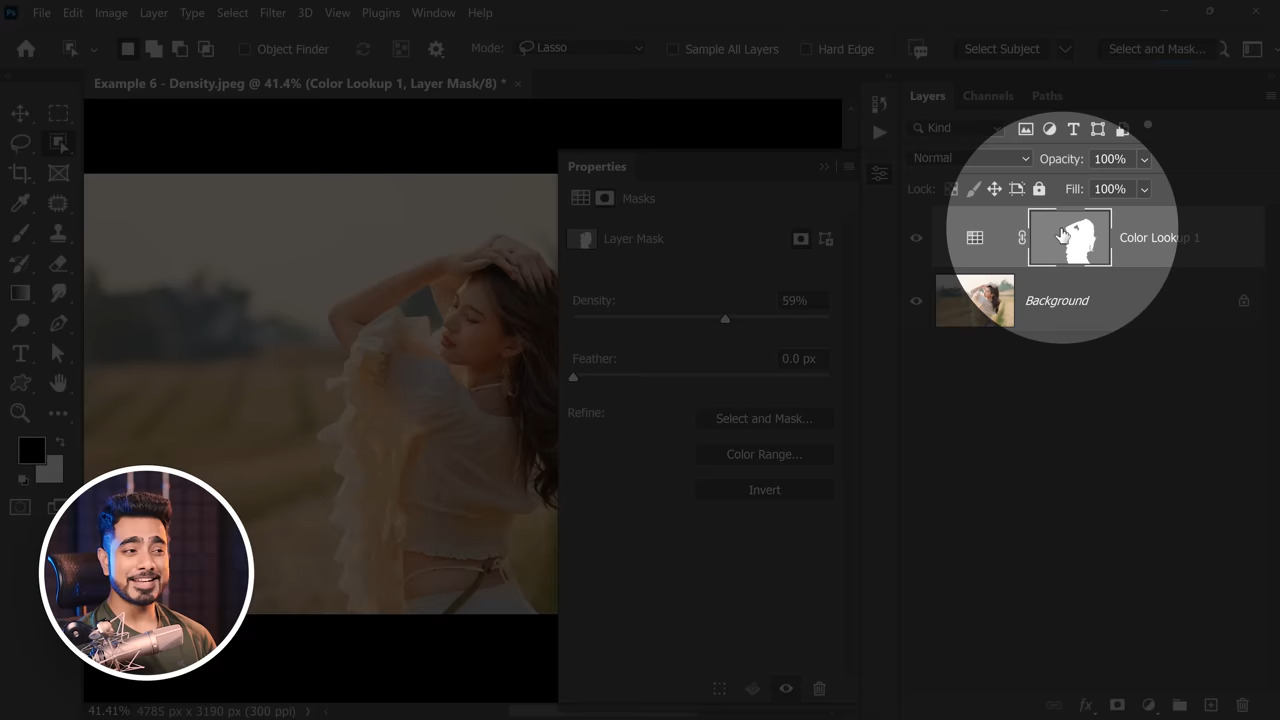 Ps File Edit Image Layer Type Select Filter 3D View Plugins Window Help
Object Finder Mode: Lasso Sample All Layers Hard Edge Select Subject Select and Mask...
Example 6 - Density.jpeg @ 41.4% (Color Lookup 1, Layer Mask/8) * ×
Layers Channels Paths
Kind
Normal Opacity: 100%
Lock: Fill: 100%
Color Lookup 1
Background
Properties
Masks
Layer Mask
Density: 59%
Feather: 0.0 px
Refine: Select and Mask...
Color Range...
Invert
41.41% 4785 px x 3190 px (300 ppi)
fx